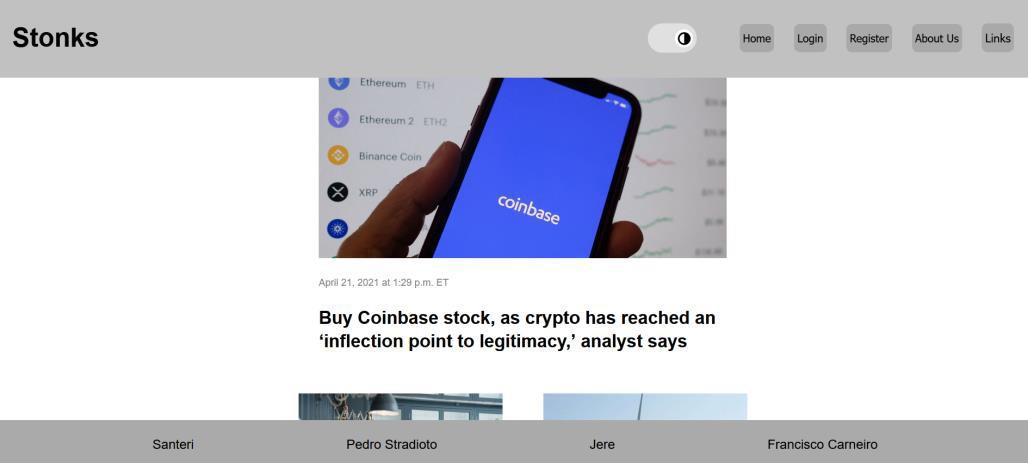 Stonks
Home
Login
Register
About Us
Links
Ethereum ETH
Ethereum 2 ETH2
Binance Coin
XRP
coinbase
April 21, 2021 at 1:29 p.m. ET
Buy Coinbase stock, as crypto has reached an
‘inflection point to legitimacy,’ analyst says
Santeri
Pedro Stradioto
Jere
Francisco Carneiro